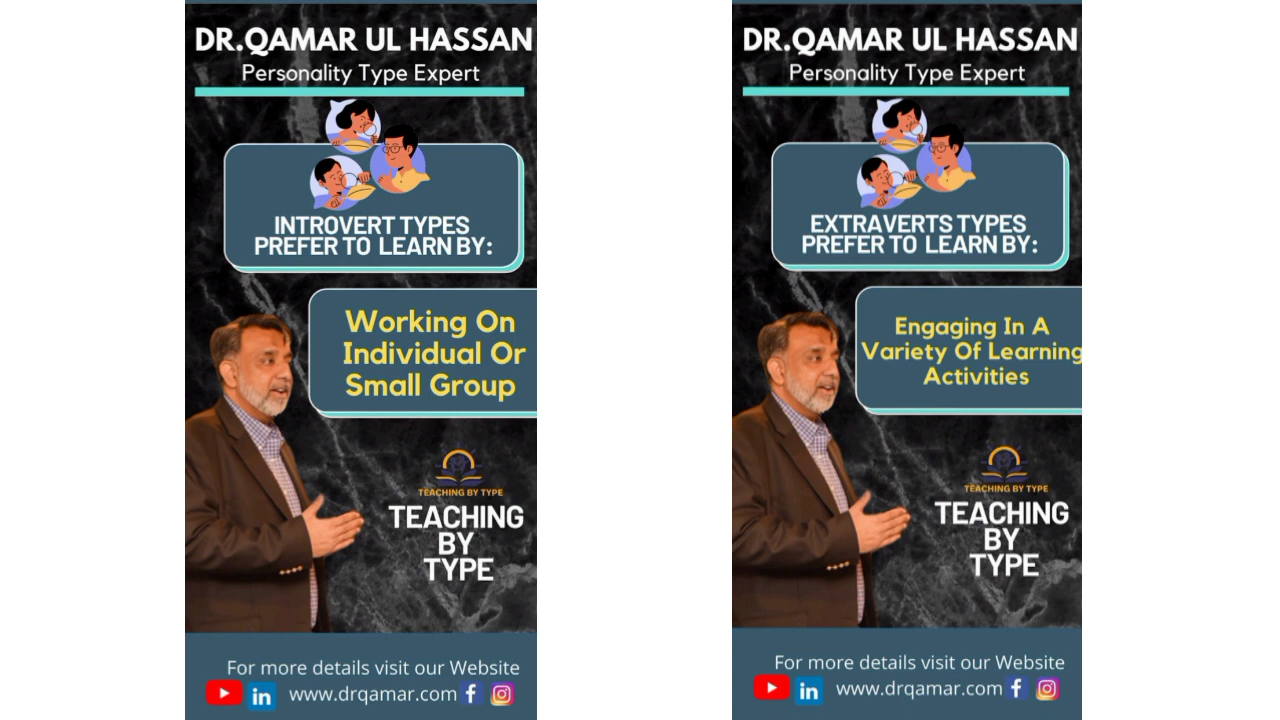 DR.QAMAR UL HASSAN
Personality Type Expert
INTROVERT TYPES
PREFER TO LEARN BY:
Working On
Individual Or
Small Group
TEACHING BY TYPE
TEACHING
BY
TYPE
For more details visit our Website
www.drqamar.com
DR.QAMAR UL HASSAN
Personality Type Expert
EXTRAVERTS TYPES
PREFER TO LEARN BY:
Engaging In A
Variety Of Learning
Activities
TEACHING BY TYPE
TEACHING
BY
TYPE
For more details visit our Website
www.drqamar.com